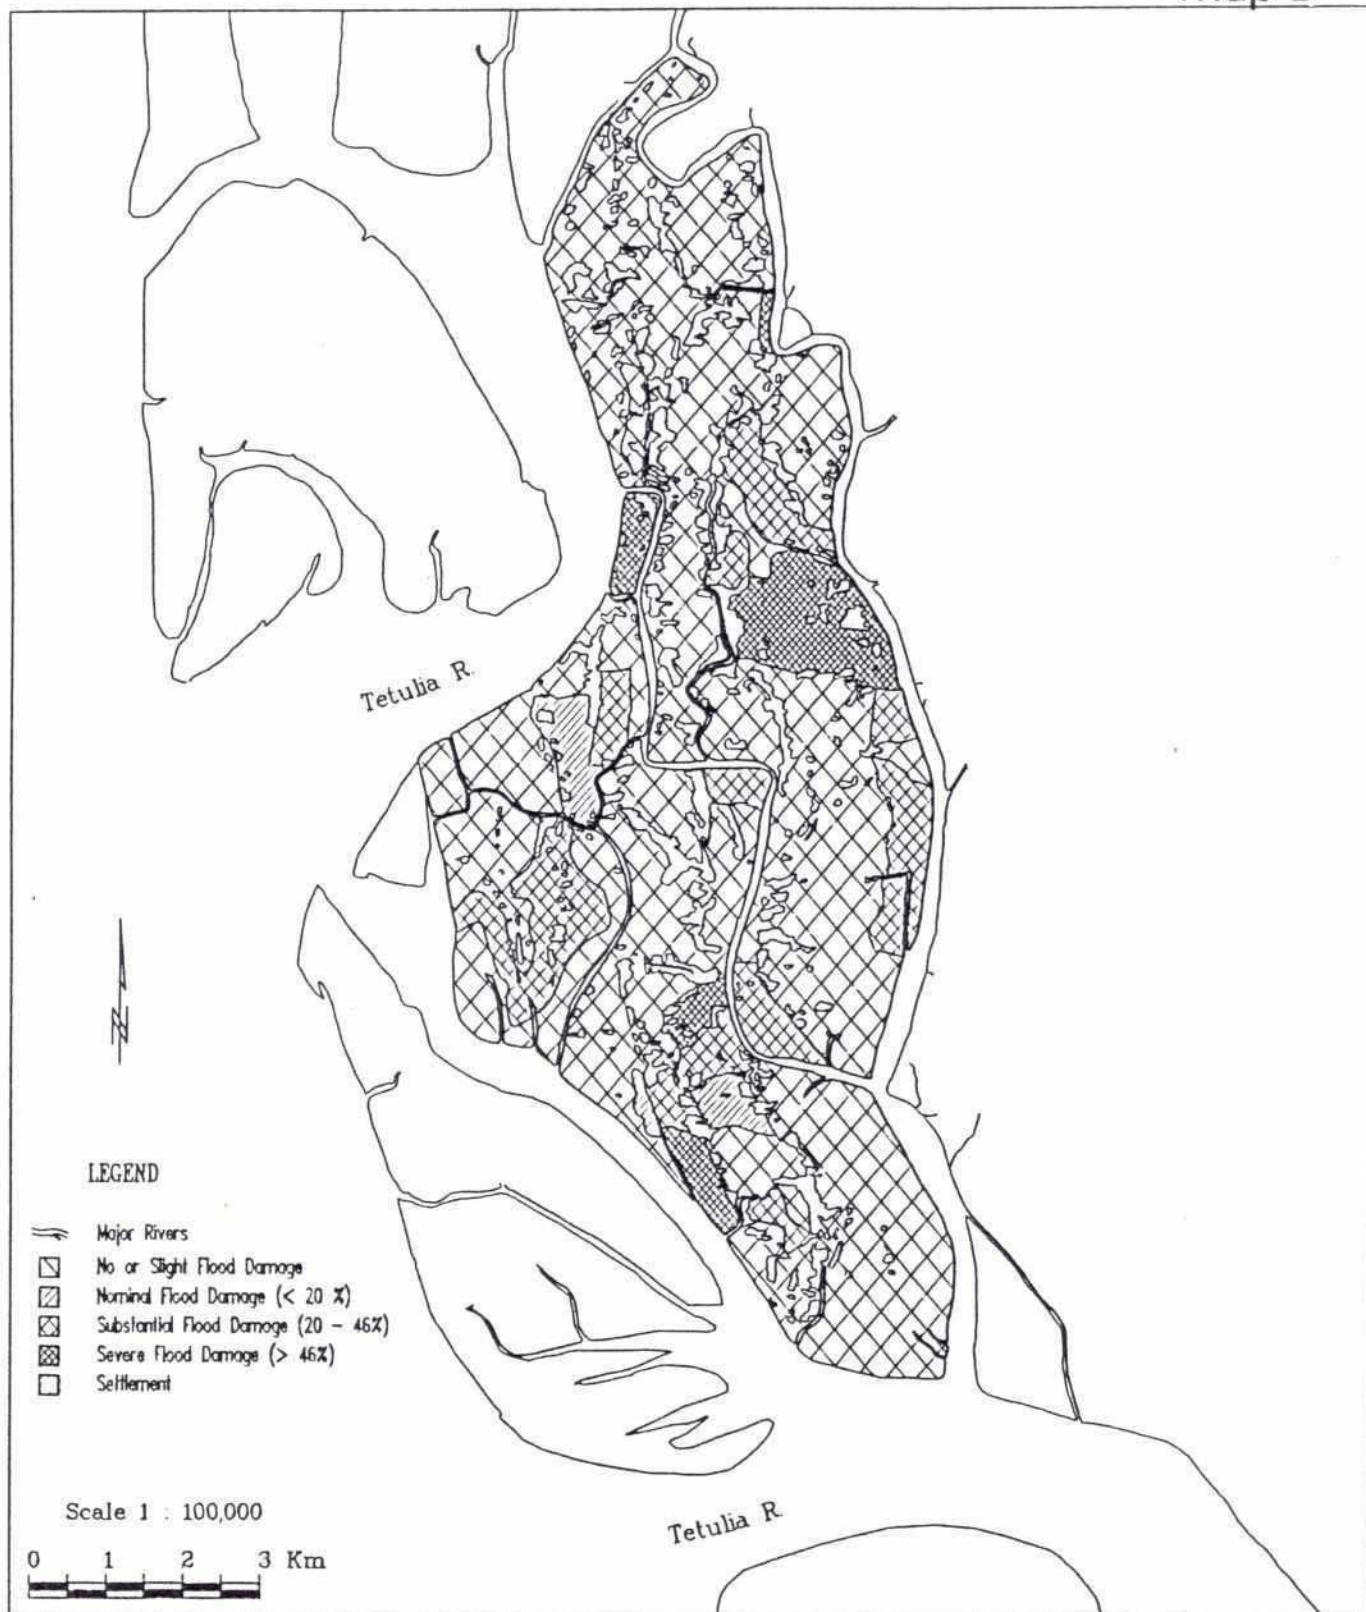 Tetulia R.
LEGEND
Major Rivers
No or Slight Flood Damage
Nominal Flood Damage (< 20 %)
Substantial Flood Damage (20 - 46%)
Severe Flood Damage (> 46%)
Settlement
Scale 1 : 100,000
0 1 2 3 Km
Tetulia R